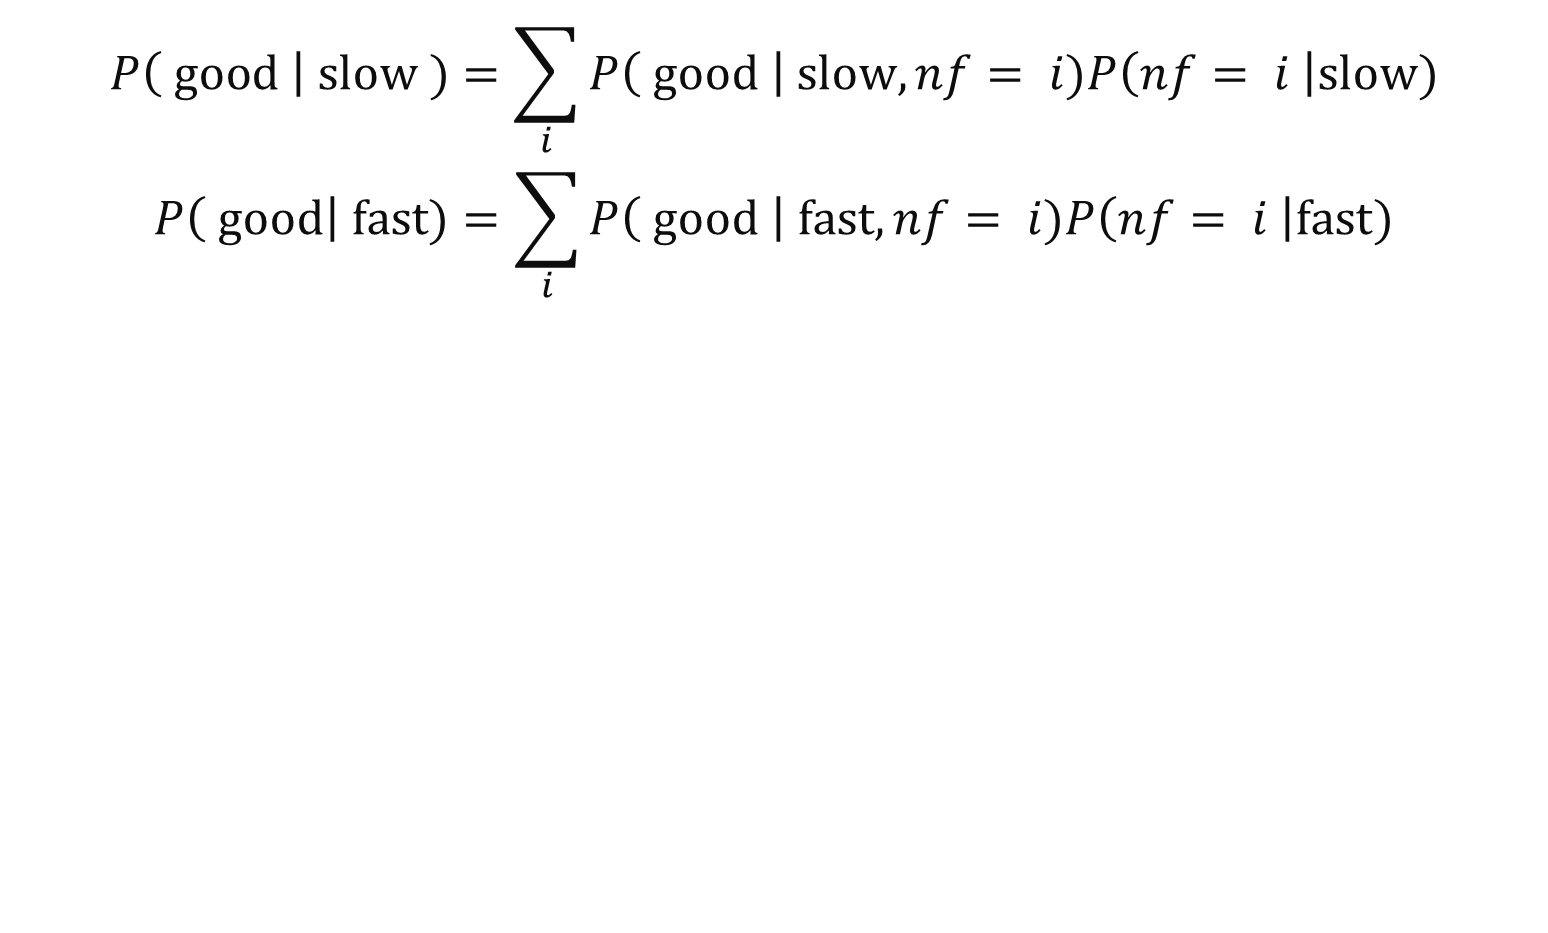 P( good | slow ) = ∑_i P( good | slow, nf = i)P(nf = i |slow)
P( good| fast) = ∑_i P( good | fast, nf = i)P(nf = i |fast)